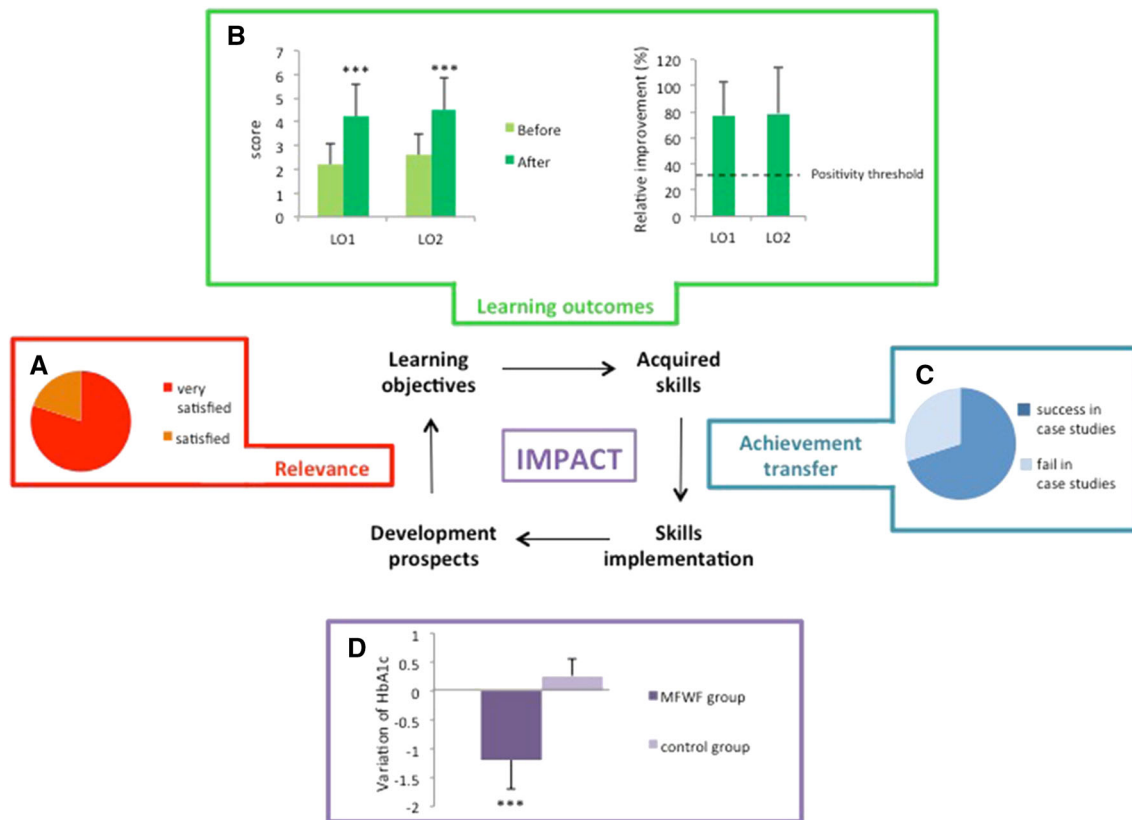 B
7
6
5
4
3
2
1
0
score
***
***
LO1
LO2
Before
After
Relative improvement (%)
120
100
80
60
40
20
0
Positivity threshold
LO1
LO2
Learning outcomes
A
very
satisfied
satisfied
Relevance
Learning
objectives
Acquired
skills
IMPACT
Development
prospects
Skills
implementation
Achievement
transfer
C
success in
case studies
fail in
case studies
D
Variation of HbA1c
1
0.5
0
-0.5
-1
-1.5
-2
***
MFWF group
control group